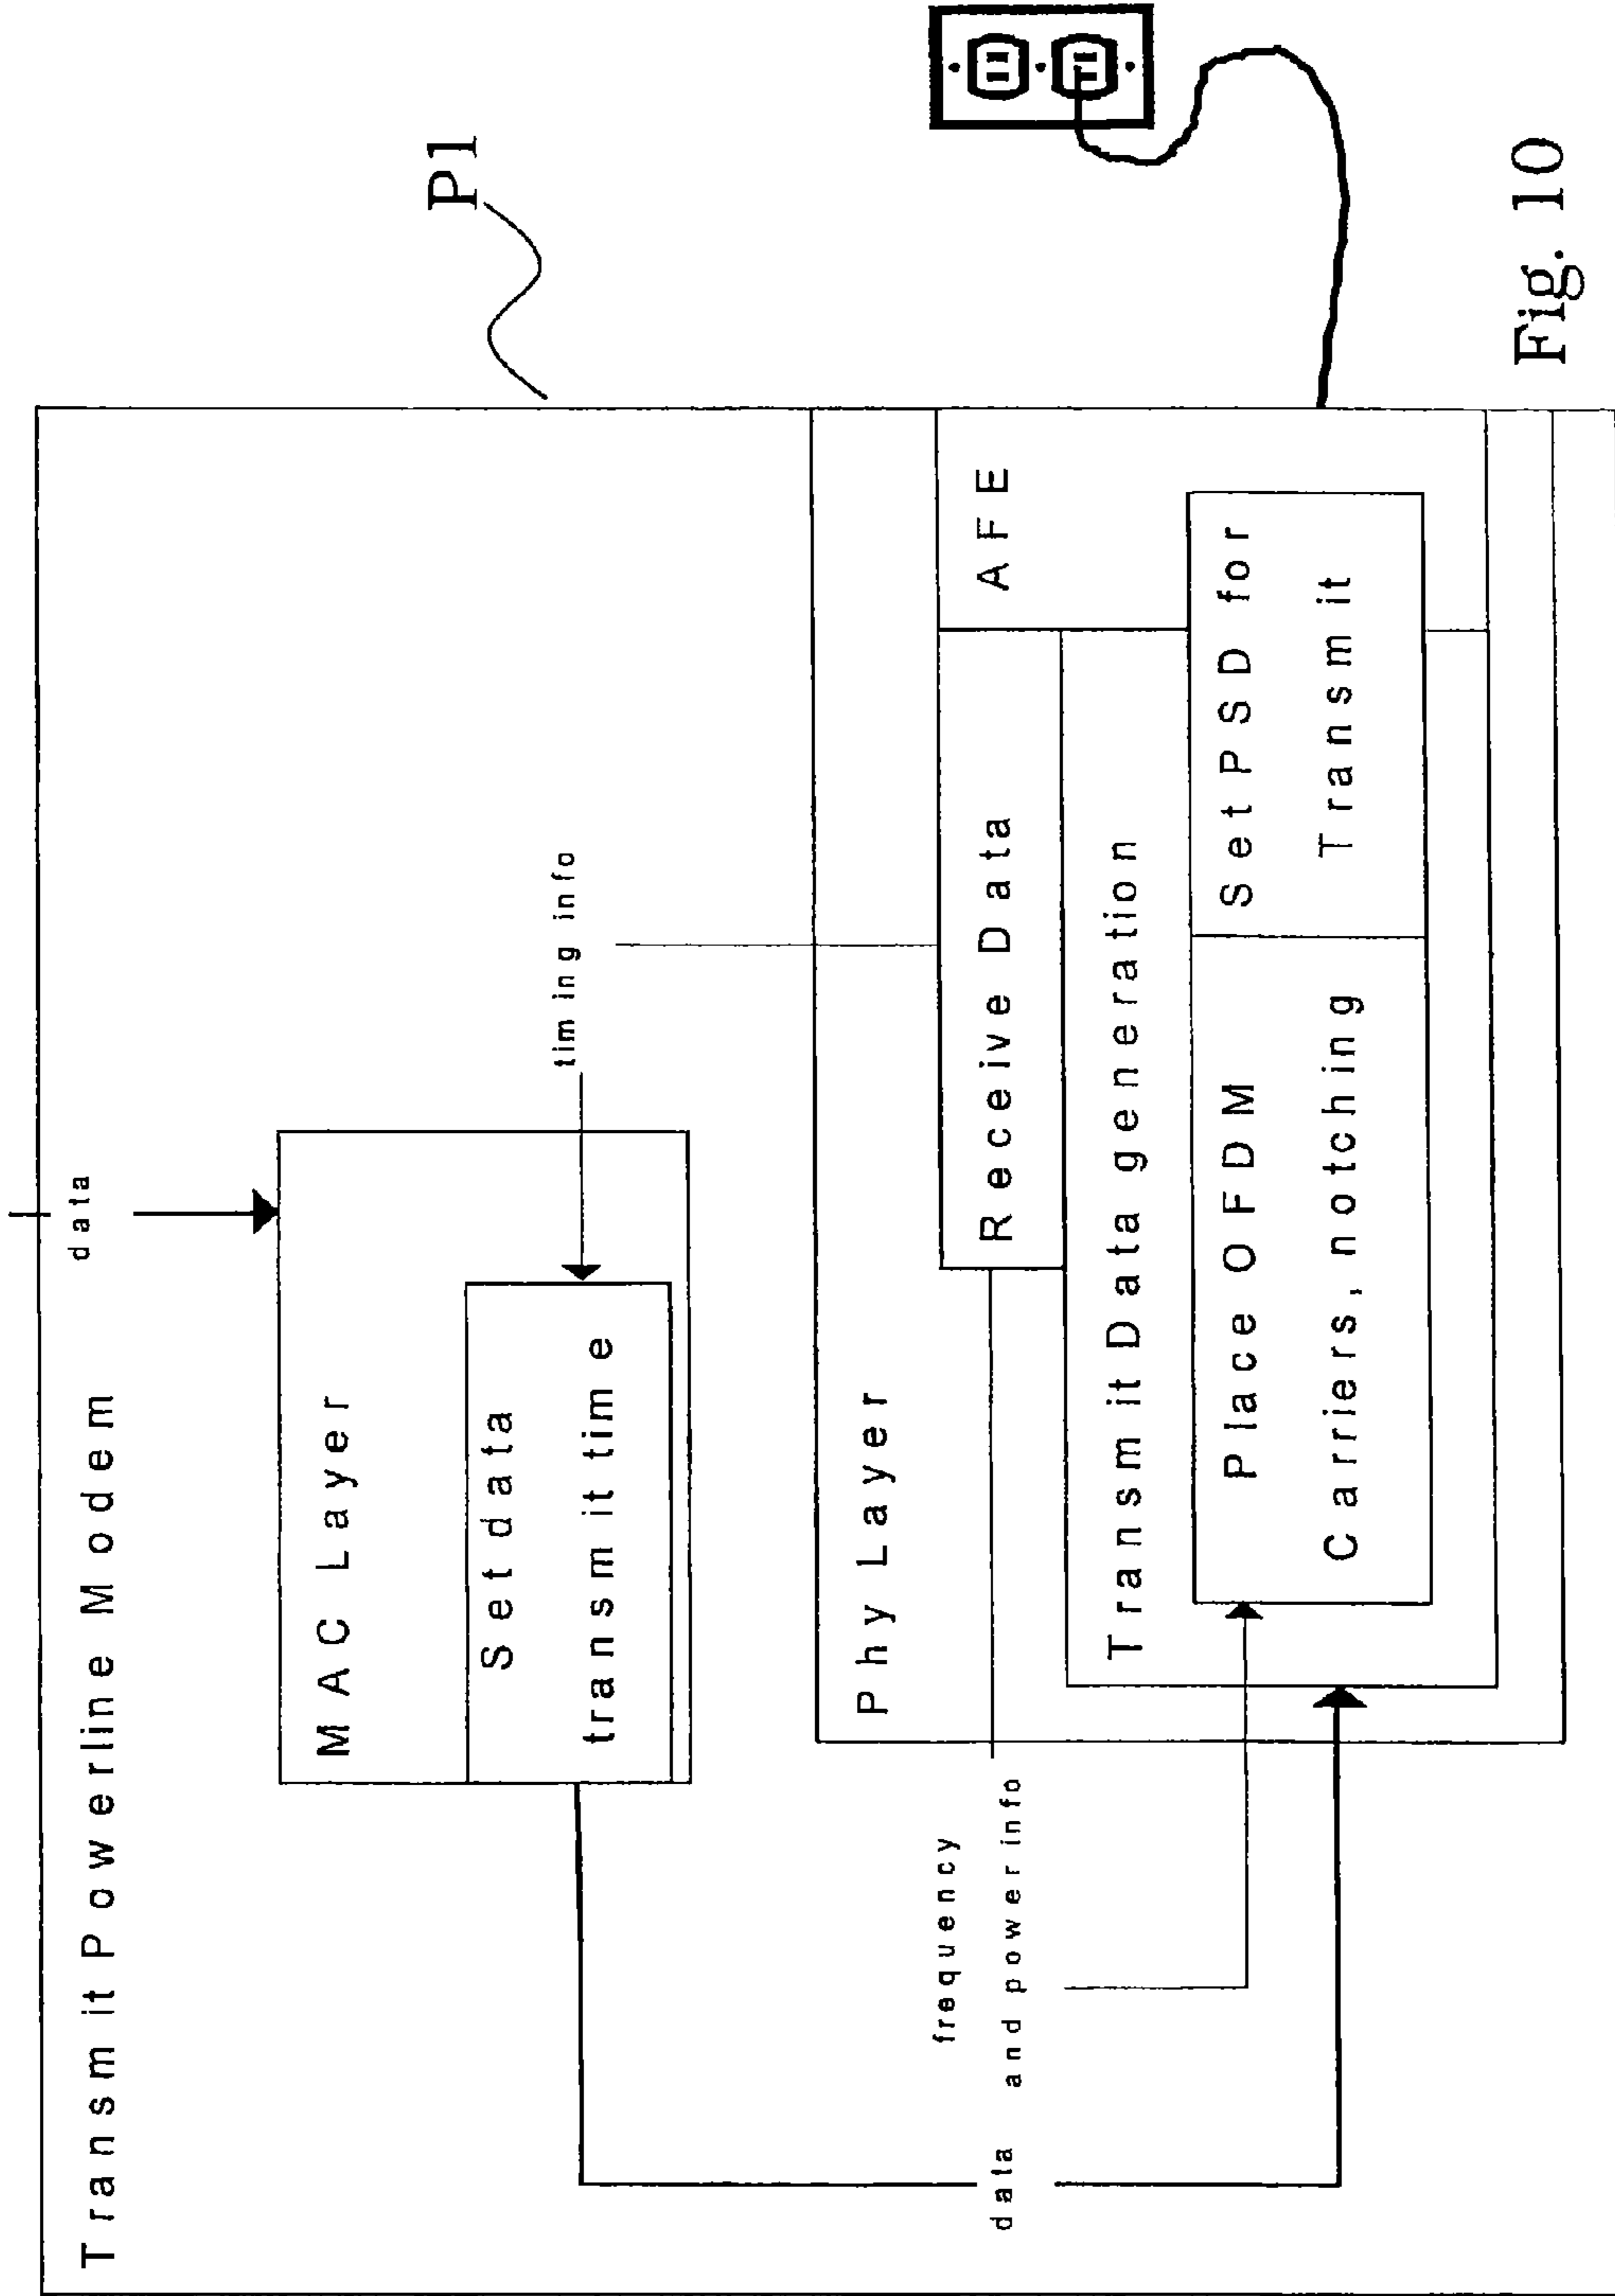 Transmit Powerline Modem
data
P1
MAC Layer
Set data
transmit time
timing info
Phy Layer
frequency
and power info
data
Receive Data
AFE
Transmit Data generation
Place OFDM
Carriers, notching
Set PSD for
Transmit
Fig. 10